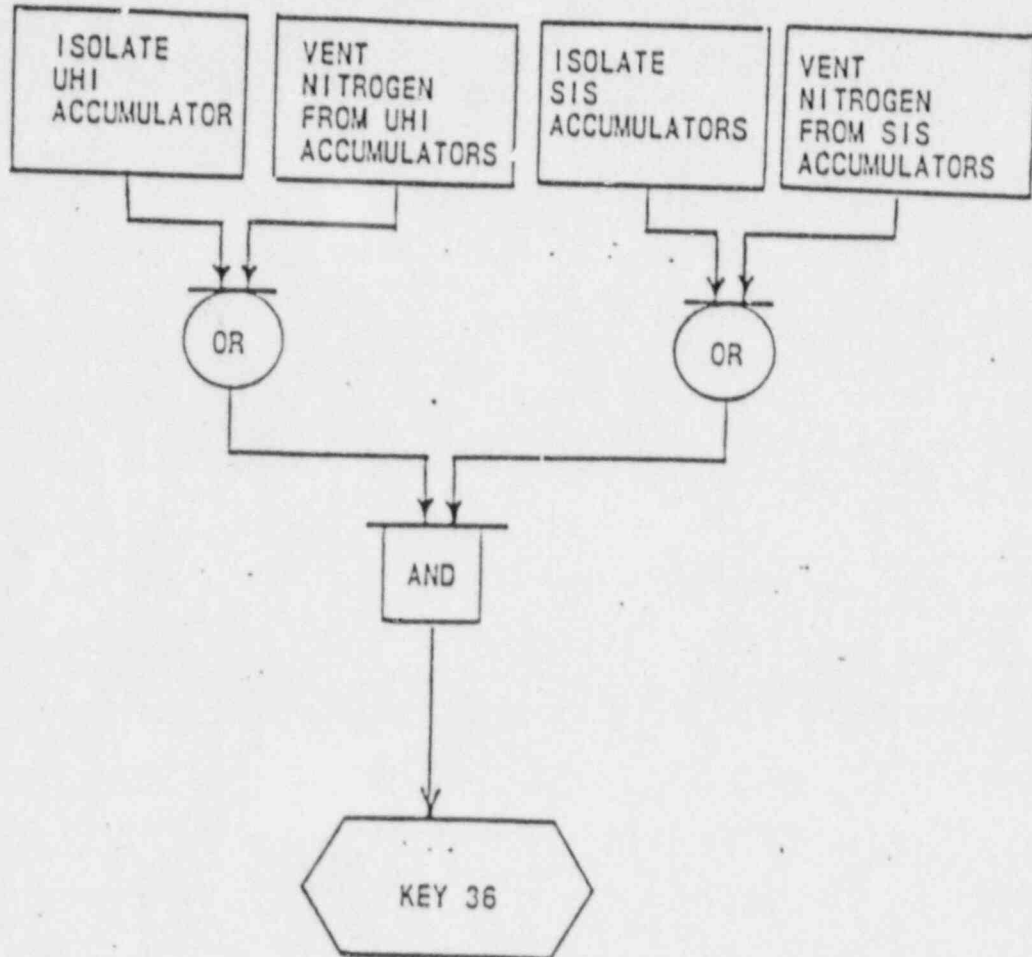 ISOLATE
UHI
ACCUMULATOR
VENT
NITROGEN
FROM UHI
ACCUMULATORS
ISOLATE
SIS
ACCUMULATORS
VENT
NITROGEN
FROM SIS
ACCUMULATORS
OR
OR
AND
KEY 36